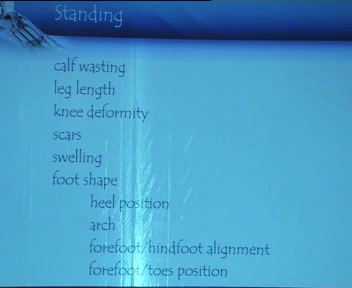 Standing
calf wasting
leg length
knee deformity
scars
swelling
foot shape
heel position
arch
forefoot/hindfoot alignment
forefoot/toes position